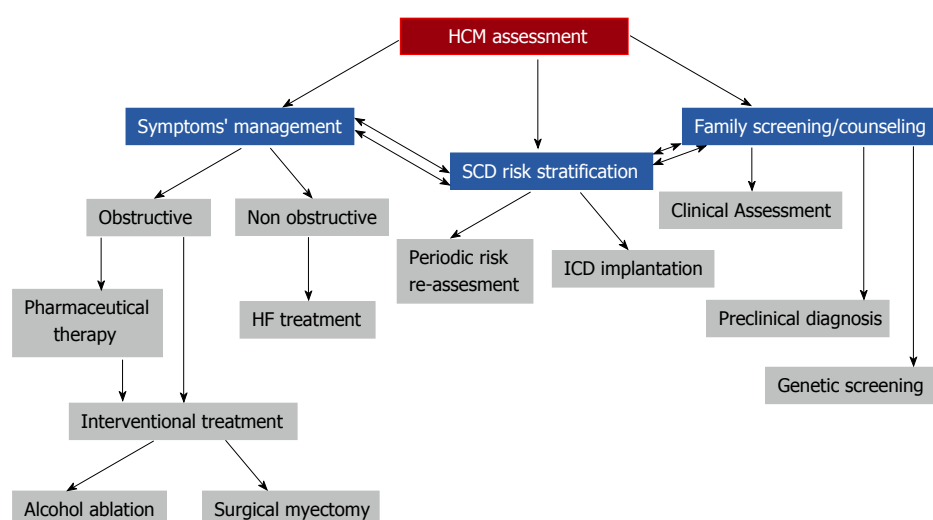 HCM assessment
Symptoms' management
Family screening/counseling
SCD risk stratification
Obstructive
Non obstructive
Clinical Assessment
Periodic risk
re-assesment
ICD implantation
Pharmaceutical
therapy
HF treatment
Preclinical diagnosis
Genetic screening
Interventional treatment
Alcohol ablation
Surgical myectomy